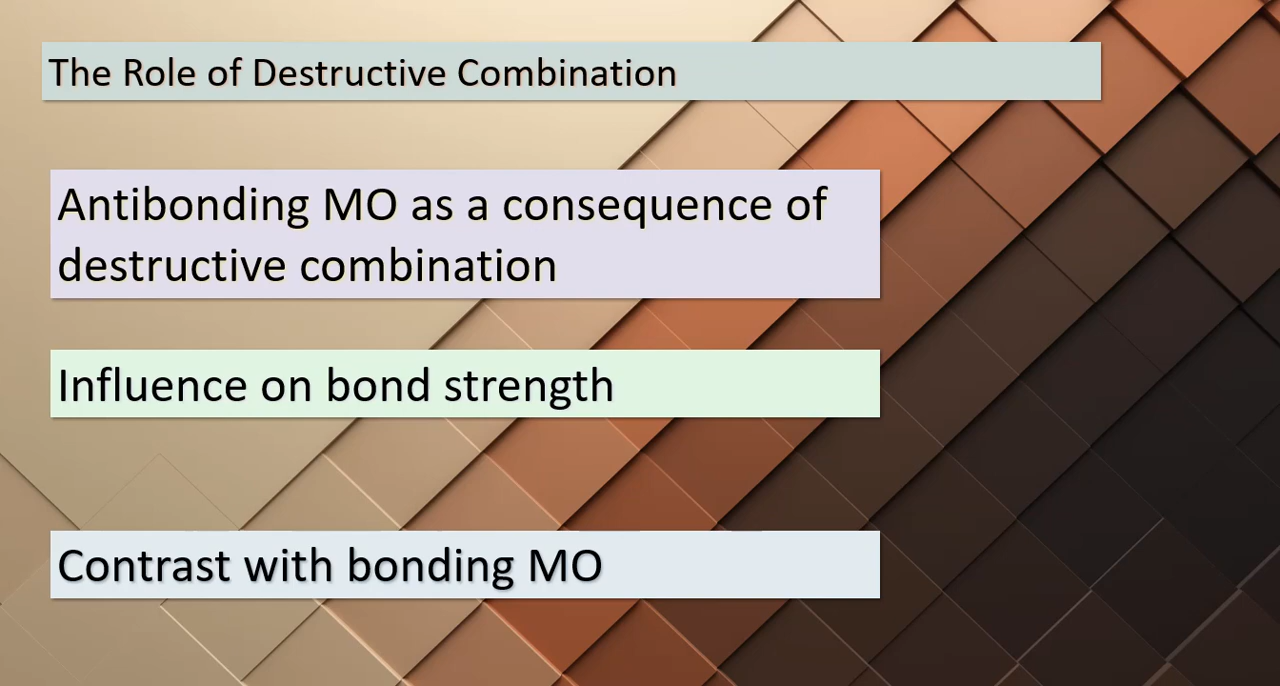 The Role of Destructive Combination
Antibonding MO as a consequence of
destructive combination
Influence on bond strength
Contrast with bonding MO